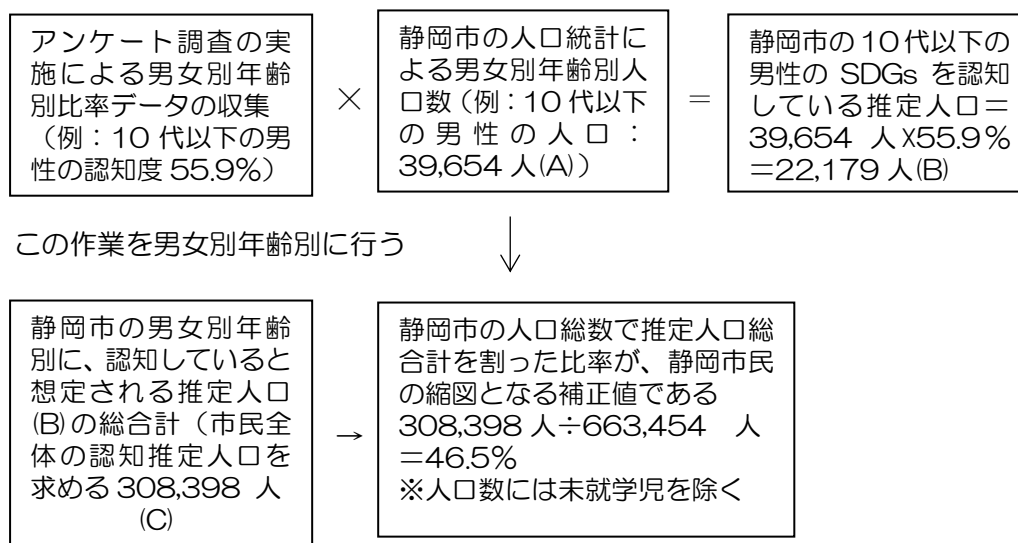 アンケート調査の実
施による男女別年齢
別比率データの収集
（例：10 代以下の男
性の認知度 55.9％）
×
静岡市の人口統計に
よる男女別年齢別人
口数（例：10 代以下
の男性の人口：
39,654 人(A)）
＝
静岡市の 10 代以下の
男性の SDGs を認知
している推定人口＝
39,654 人 X55.9％
＝22,179 人(B)
この作業を男女別年齢別に行う
↓
静岡市の男女別年齢
別に、認知していると
想定される推定人口
(B)の総合計（市民全
体の認知推定人口を
求める 308,398 人
(C)
→
静岡市の人口総数で推定人口総
合計を割った比率が、静岡市民
の縮図となる補正値である
308,398 人÷663,454 人
＝46.5％
※人口数には未就学児を除く